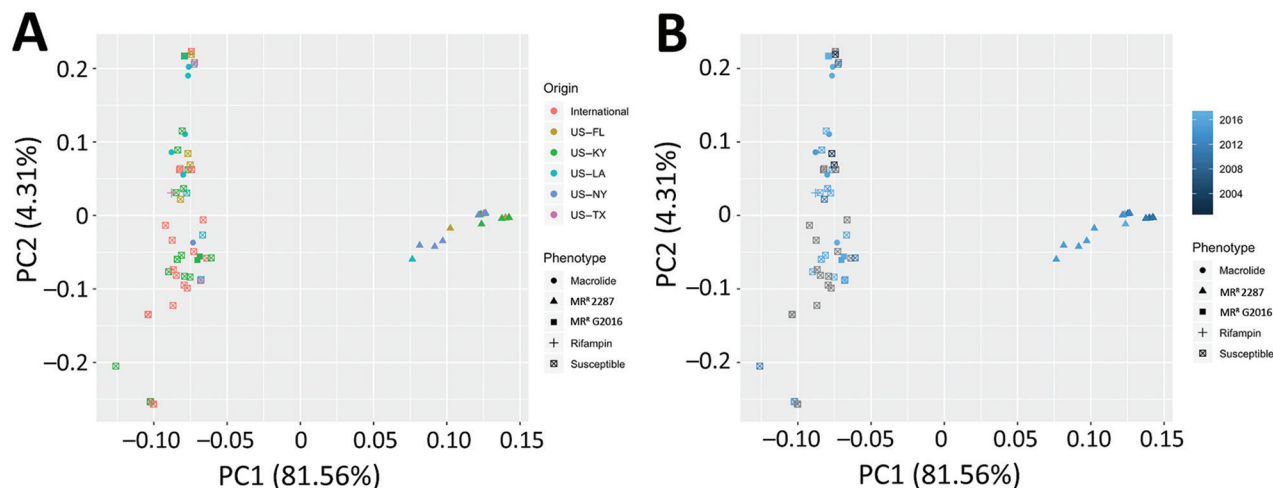 A
PC2 (4.31%)
0.2
0.1
0
−0.1
−0.2
−0.10
−0.05
0
0.05
0.10
0.15
PC1 (81.56%)
Origin
International
US−FL
US−KY
US−LA
US−NY
US−TX
Phenotype
Macrolide
MRᴿ 2287
MRᴿ G2016
Rifampin
Susceptible
B
PC2 (4.31%)
0.2
0.1
0
−0.1
−0.2
−0.10
−0.05
0
0.05
0.10
0.15
PC1 (81.56%)
2016
2012
2008
2004
Phenotype
Macrolide
MRᴿ 2287
MRᴿ G2016
Rifampin
Susceptible